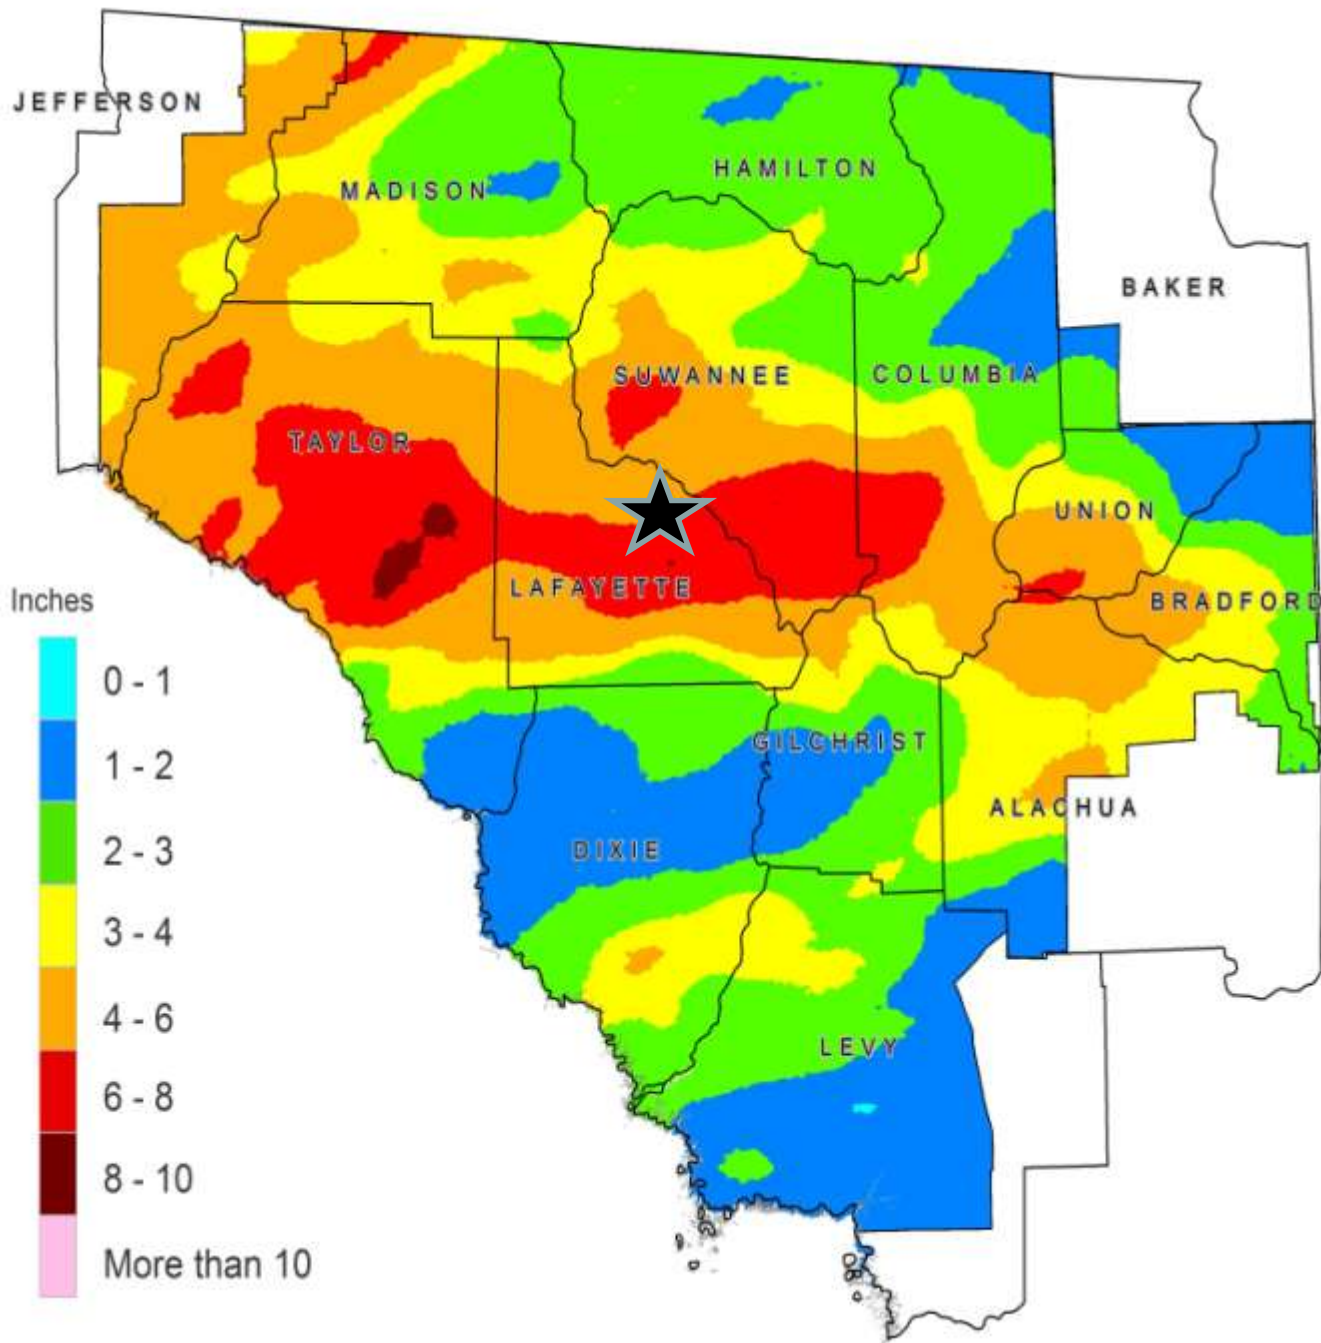 JEFFERSON
MADISON
HAMILTON
BAKER
SUWANNEE
COLUMBIA
TAYLOR
UNION
LAFAYETTE
BRADFORD
GILCHRIST
ALACHUA
DIXIE
LEVY
Inches
0 - 1
1 - 2
2 - 3
3 - 4
4 - 6
6 - 8
8 - 10
More than 10